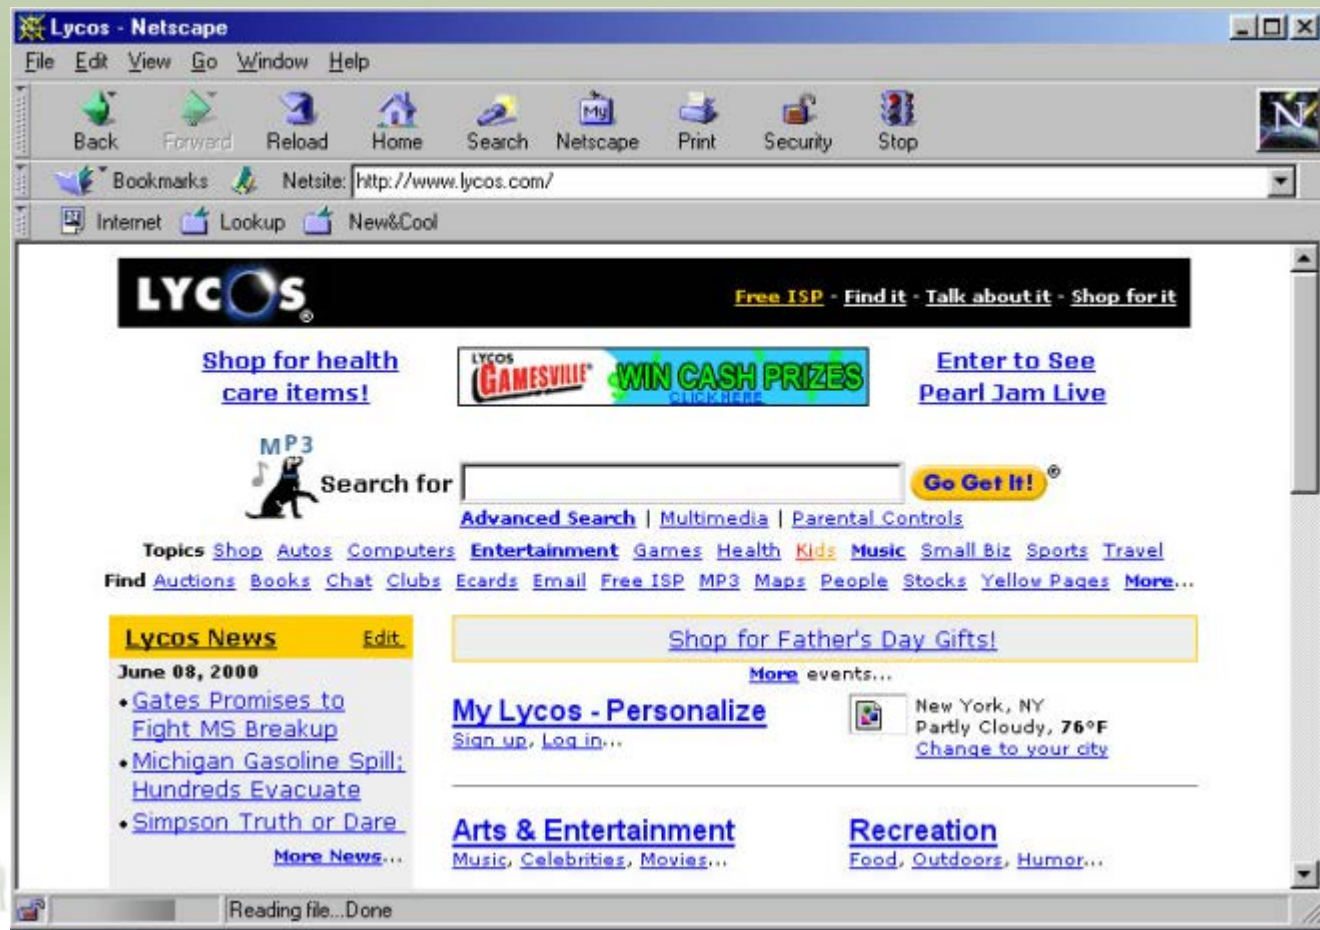 Lycos - Netscape
File Edit View Go Window Help
Back Forward Reload Home Search Netscape Print Security Stop
My
N
Bookmarks Netsite: http://www.lycos.com/
Internet Lookup New&Cool
LYCOS® Free ISP - Find it - Talk about it - Shop for it
Shop for health
care items!
LYCOS
GAMESVILLE® WIN CASH PRIZES
CLICK HERE
Enter to See
Pearl Jam Live
MP3
Search for Go Get It!®
Advanced Search | Multimedia | Parental Controls
Topics Shop Autos Computers Entertainment Games Health Kids Music Small Biz Sports Travel
Find Auctions Books Chat Clubs Ecards Email Free ISP MP3 Maps People Stocks Yellow Pages More...
Lycos News Edit
June 08, 2000
• Gates Promises to
Fight MS Breakup
• Michigan Gasoline Spill;
Hundreds Evacuate
• Simpson Truth or Dare
More News...
Shop for Father's Day Gifts!
More events...
My Lycos - Personalize
Sign up, Log in...
New York, NY
Partly Cloudy, 76°F
Change to your city
Arts & Entertainment
Music, Celebrities, Movies...
Recreation
Food, Outdoors, Humor...
Reading file...Done